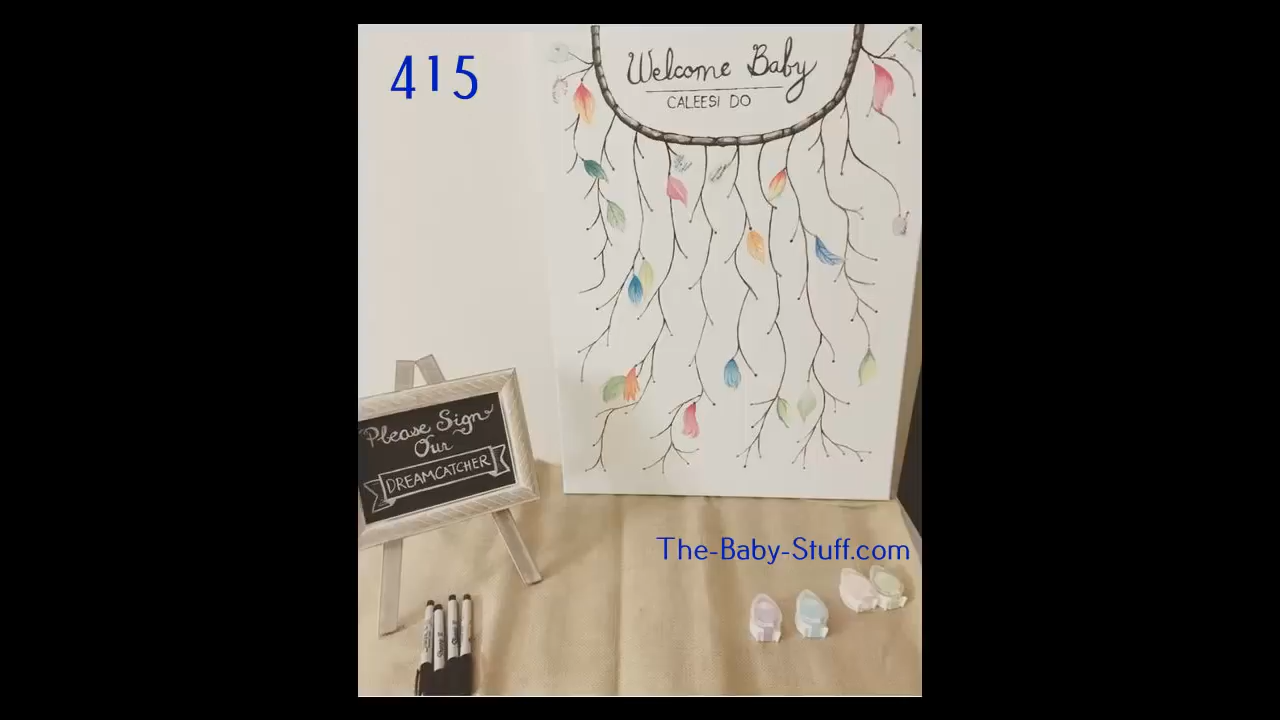 415
Welcome Baby
CALEESI DO
Please Sign
Our
DREAMCATCHER
The-Baby-Stuff.com